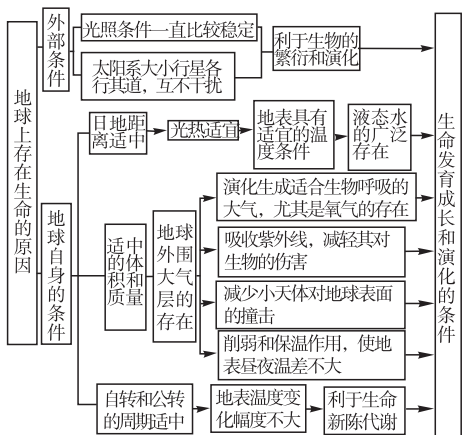 地球上存在生命的原因
外部条件
光照条件一直比较稳定
太阳系大小行星各
行其道，互不干扰
利于生物的
繁衍和演化
地球自身的条件
日地距
离适中
光热适宜
地表具有
适宜的温
度条件
液态水
的广泛
存在
适中
的体
积和
质量
地球
外围
大气
层的
存在
演化生成适合生物呼吸的
大气，尤其是氧气的存在
吸收紫外线，减轻其对
生物的伤害
减少小天体对地球表面
的撞击
削弱和保温作用，使地
表昼夜温差不大
自转和公转
的周期适中
地表温度变
化幅度不大
利于生命
新陈代谢
生命发育成长和演化的条件